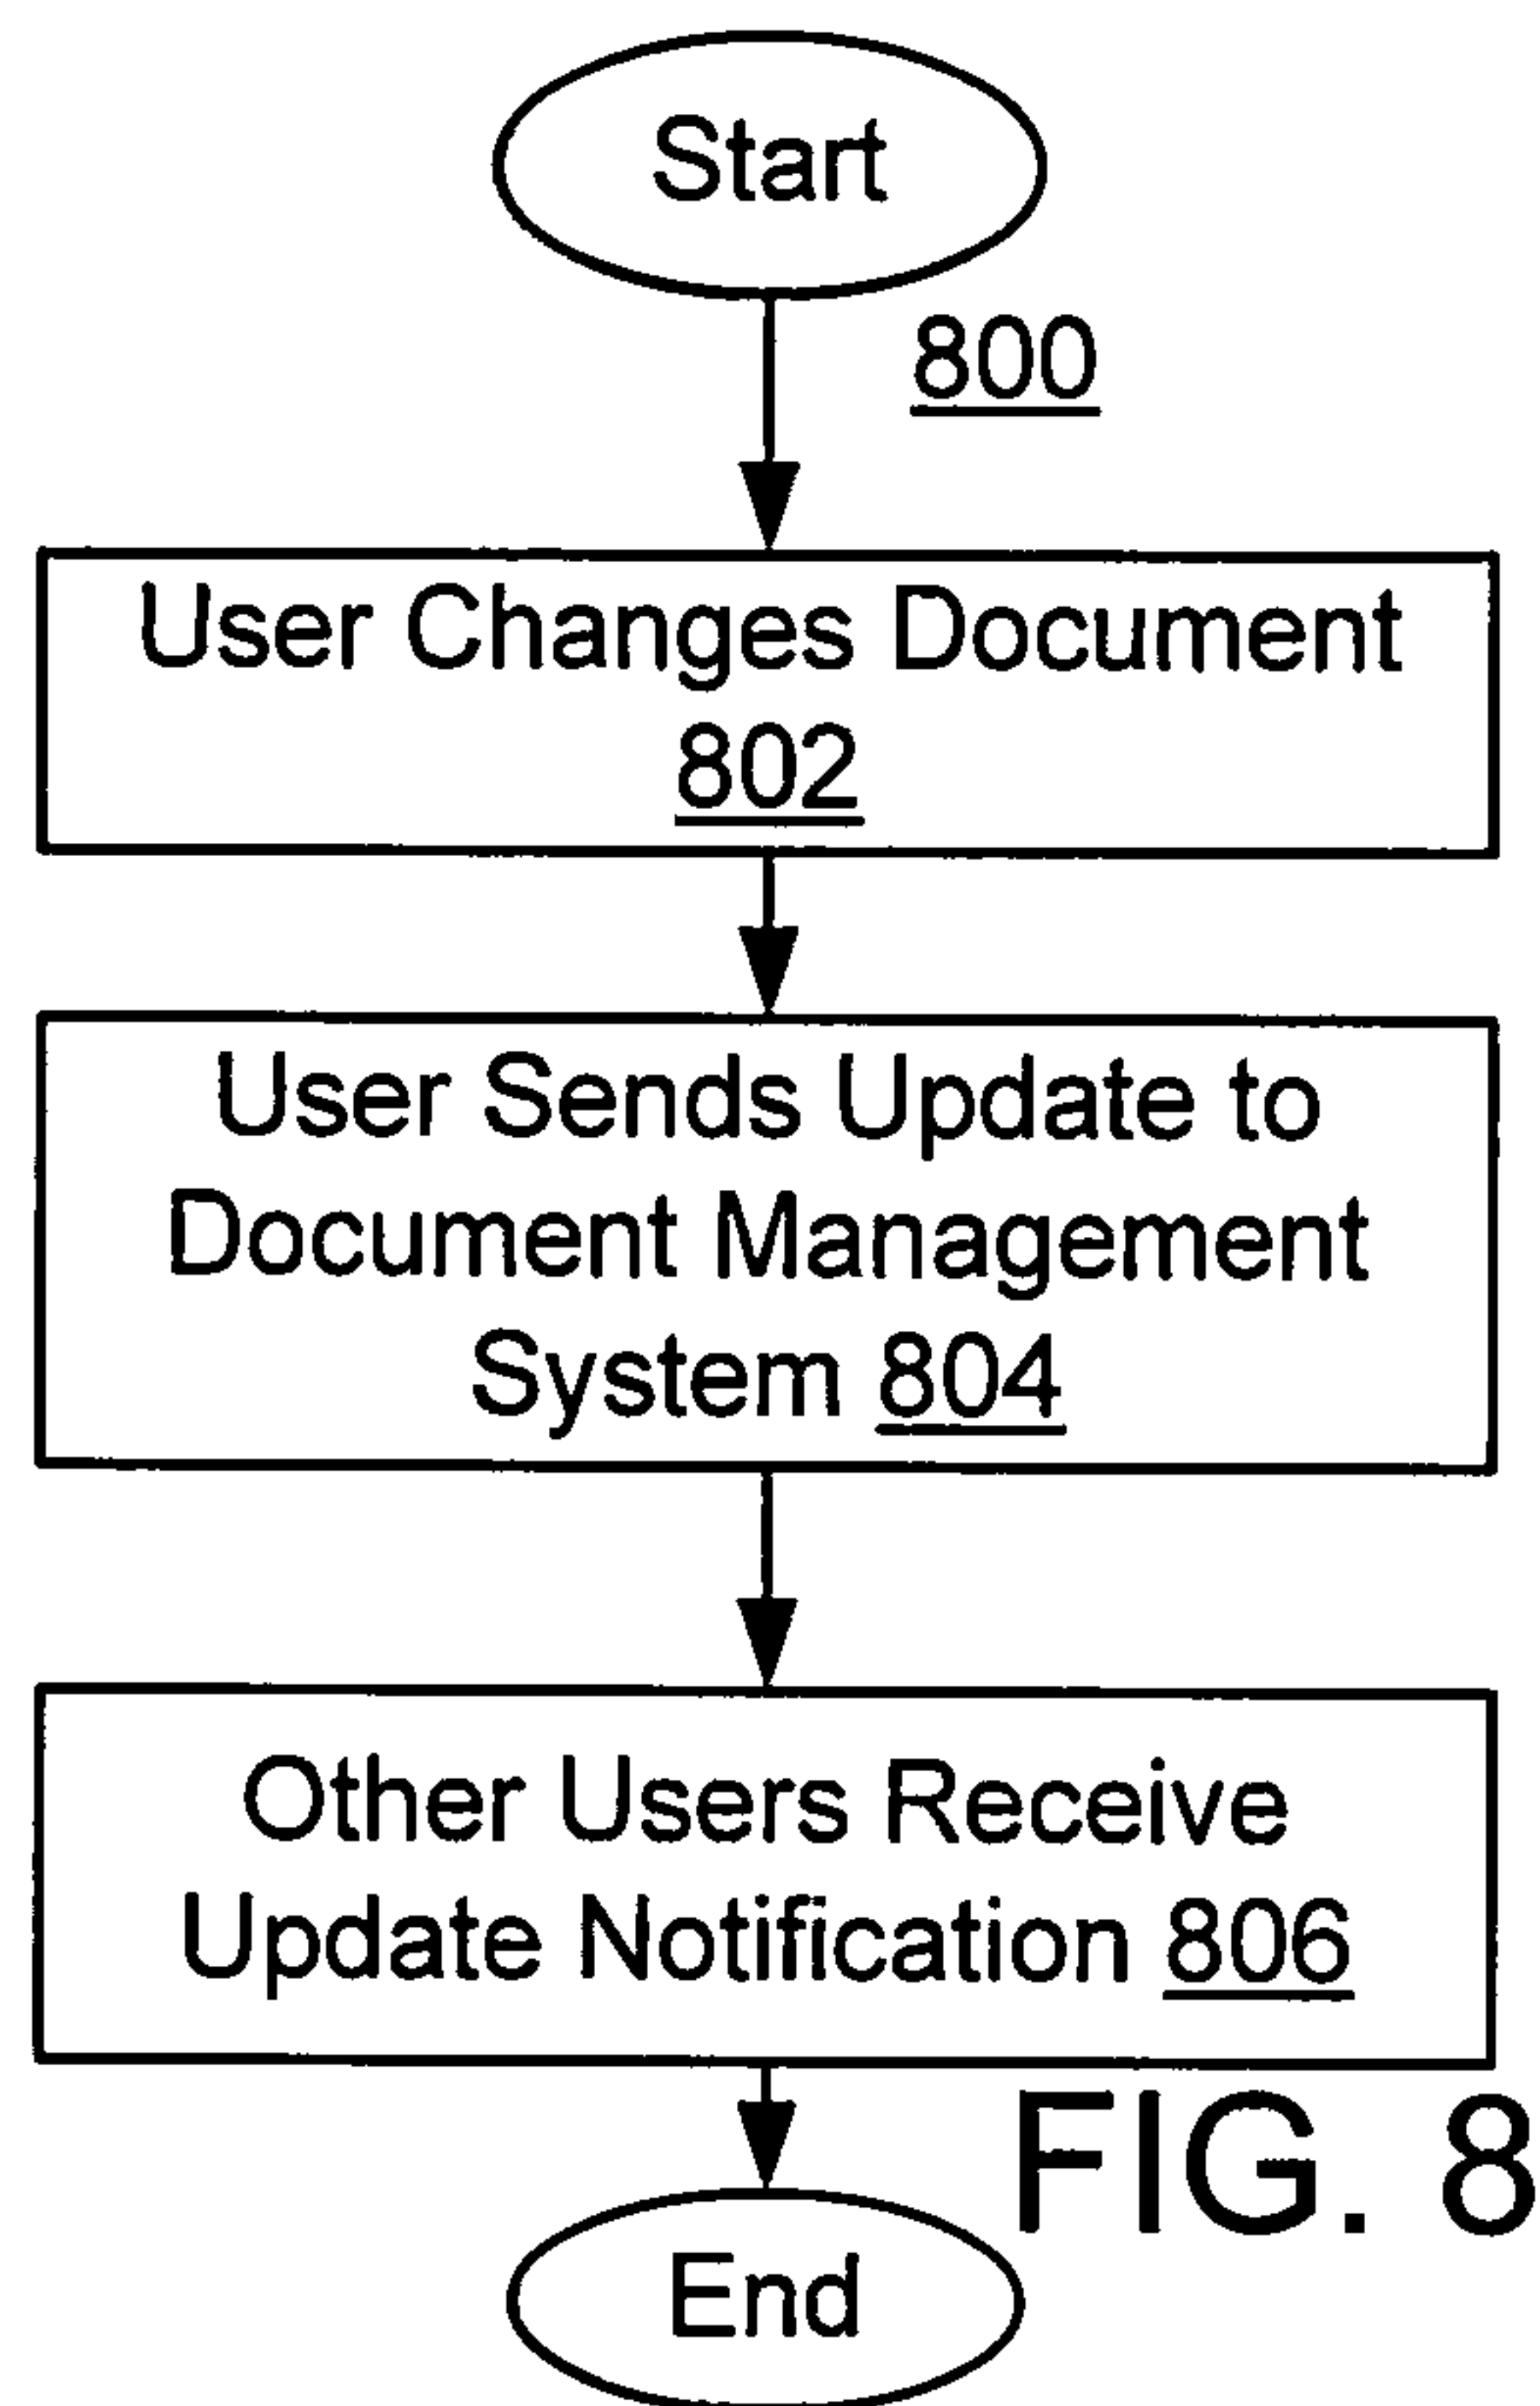 Start
800
User Changes Document
802
User Sends Update to
Document Management
System 804
Other Users Receive
Update Notification 806
FIG. 8
End